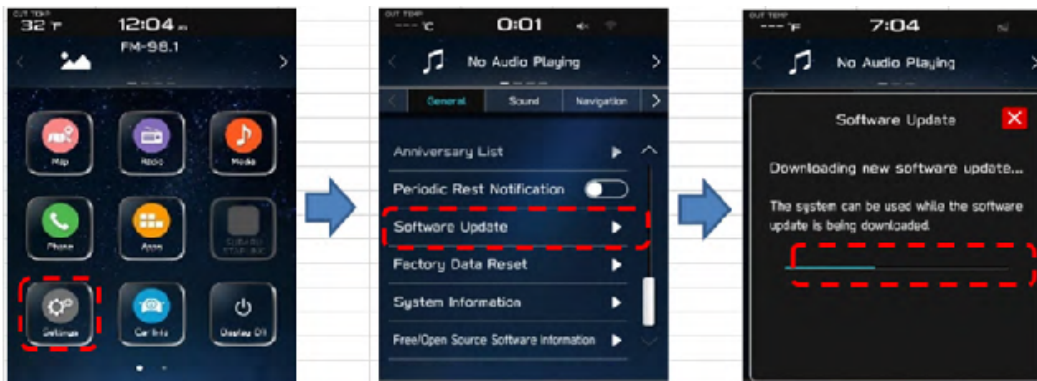 OUT TEMP
32 °F
12:04
FM-98.1
Map
Radio
Media
Phone
Apps
SUBARU
STARLINK
Settings
Car Info
Display Off
OUT TEMP
--- °C
0:01
No Audio Playing
General
Sound
Navigation
Anniversary List
Periodic Rest Notification
Software Update
Factory Data Reset
System Information
Free/Open Source Software Information
OUT TEMP
--- °F
7:04
No Audio Playing
Software Update
Downloading new software update...
The system can be used while the software
update is being downloaded.